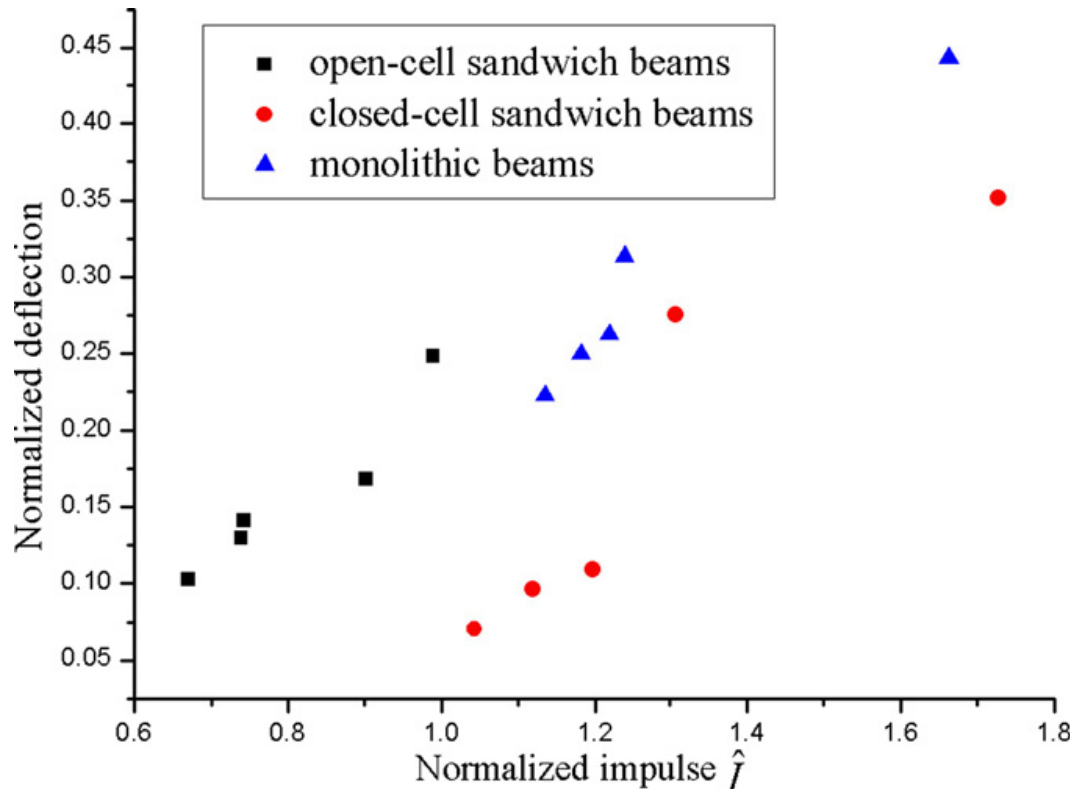 0.45
0.40
0.35
0.30
0.25
0.20
0.15
0.10
0.05
Normalized deflection
open-cell sandwich beams
closed-cell sandwich beams
monolithic beams
0.6 0.8 1.0 1.2 1.4 1.6 1.8
Normalized impulse Î